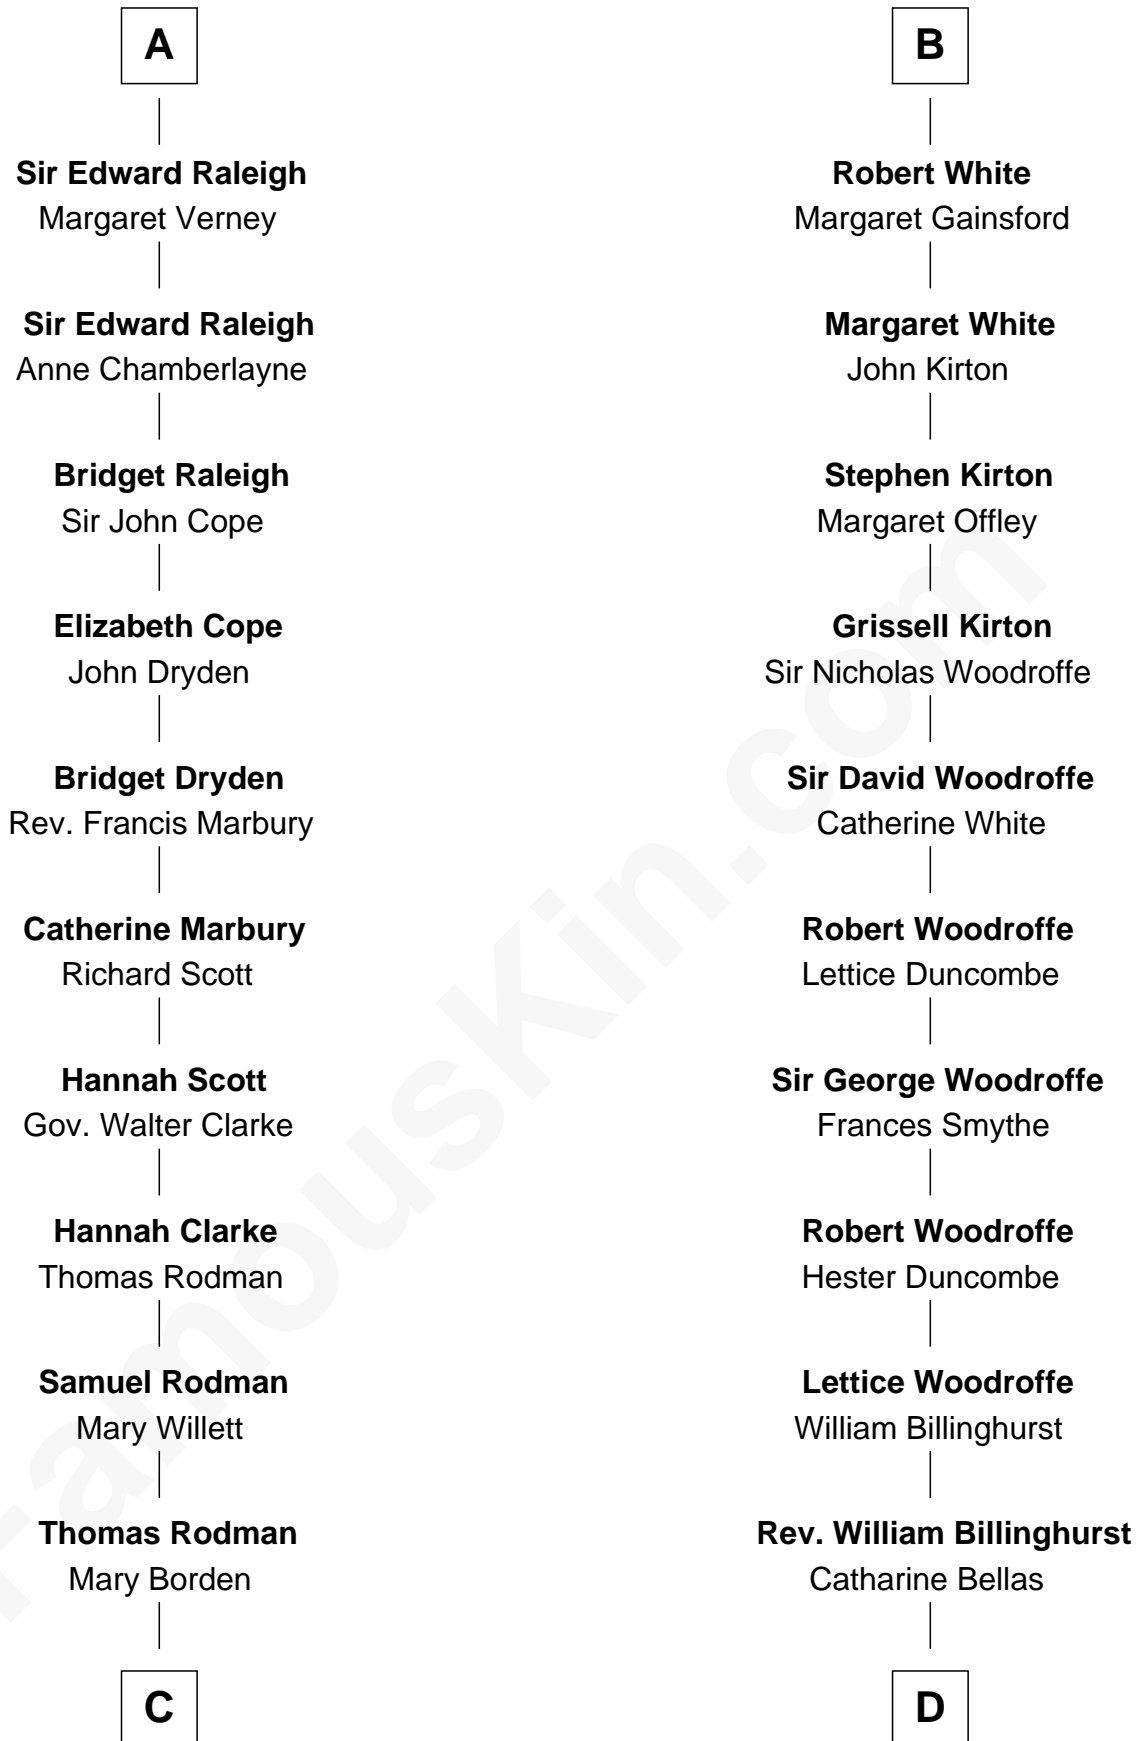 A
Sir Edward Raleigh
Margaret Verney
Sir Edward Raleigh
Anne Chamberlayne
Bridget Raleigh
Sir John Cope
Elizabeth Cope
John Dryden
Bridget Dryden
Rev. Francis Marbury
Catherine Marbury
Richard Scott
Hannah Scott
Gov. Walter Clarke
Hannah Clarke
Thomas Rodman
Samuel Rodman
Mary Willett
Thomas Rodman
Mary Borden
C
B
Robert White
Margaret Gainsford
Margaret White
John Kirton
Stephen Kirton
Margaret Offley
Grissell Kirton
Sir Nicholas Woodroffe
Sir David Woodroffe
Catherine White
Robert Woodroffe
Lettice Duncombe
Sir George Woodroffe
Frances Smythe
Robert Woodroffe
Hester Duncombe
Lettice Woodroffe
William Billinghurst
Rev. William Billinghurst
Catharine Bellas
D
FamousKin.com